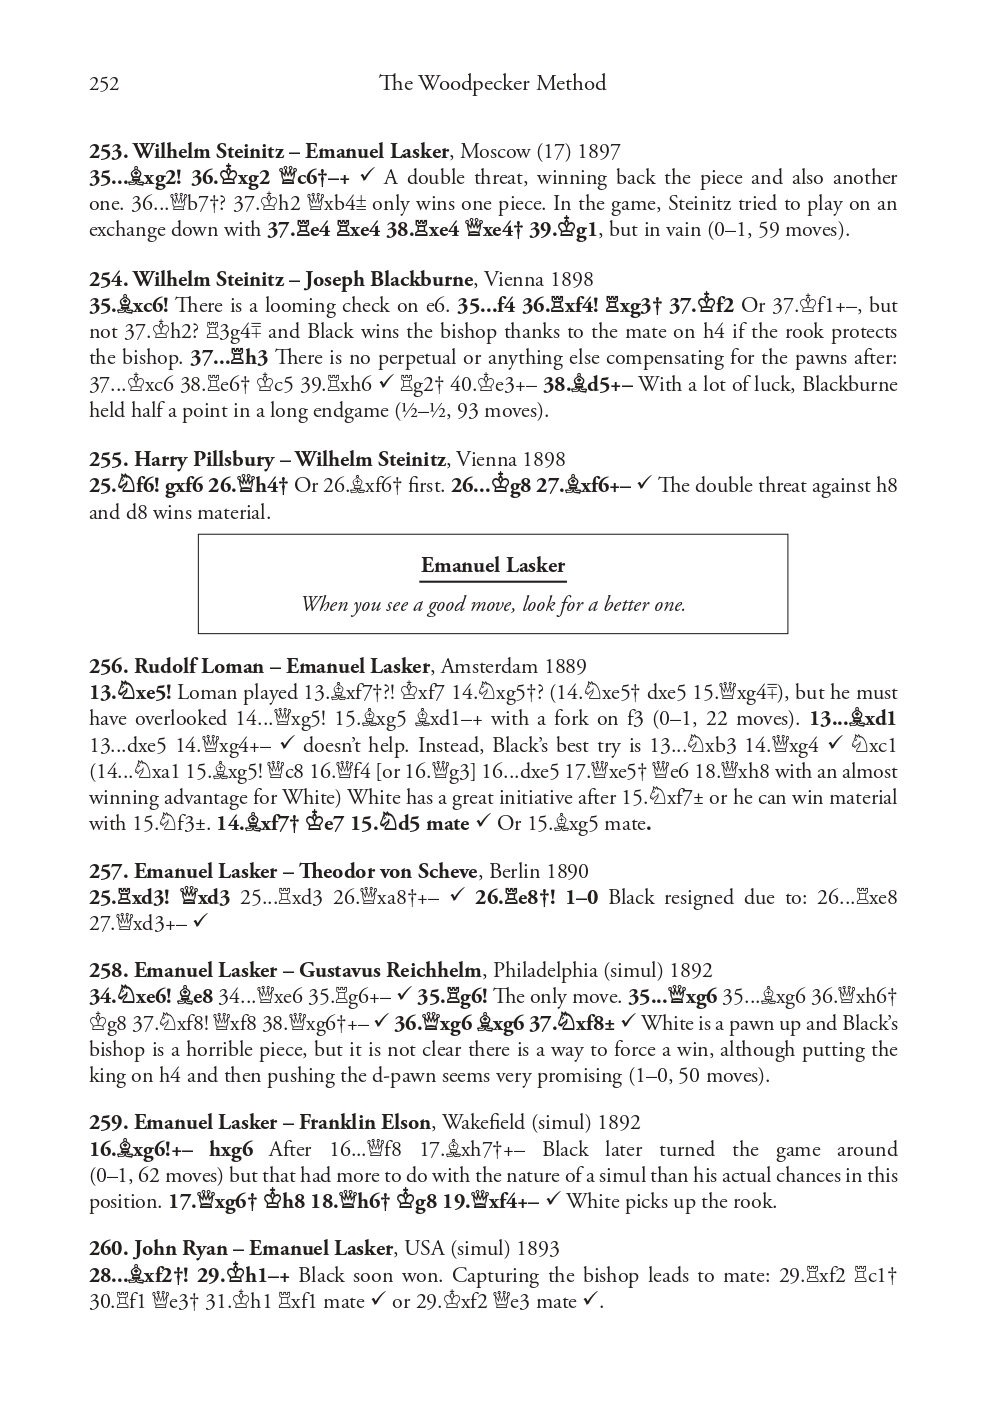 252
The Woodpecker Method
253. Wilhelm Steinitz – Emanuel Lasker, Moscow (17) 1897
35...♗xg2! 36.♔xg2 ♕c6†–+ ✓ A double threat, winning back the piece and also another
one. 36...♕b7†? 37.♔h2 ♕xb4± only wins one piece. In the game, Steinitz tried to play on an
exchange down with 37.♖e4 ♖xe4 38.♖xe4 ♕xe4† 39.♔g1, but in vain (0–1, 59 moves).
254. Wilhelm Steinitz – Joseph Blackburne, Vienna 1898
35.♗xc6! There is a looming check on e6. 35...f4 36.♖xf4! ♖xg3† 37.♔f2 Or 37.♔f1+–, but
not 37.♔h2? ♖3g4∓ and Black wins the bishop thanks to the mate on h4 if the rook protects
the bishop. 37...♖h3 There is no perpetual or anything else compensating for the pawns after:
37...♔xc6 38.♖e6† ♔c5 39.♖xh6 ✓ ♖g2† 40.♔e3+– 38.♗d5+– With a lot of luck, Blackburne
held half a point in a long endgame (½–½, 93 moves).
255. Harry Pillsbury – Wilhelm Steinitz, Vienna 1898
25.♘f6! gxf6 26.♕h4† Or 26.♗xf6† first. 26...♔g8 27.♗xf6+– ✓ The double threat against h8
and d8 wins material.
Emanuel Lasker
When you see a good move, look for a better one.
256. Rudolf Loman – Emanuel Lasker, Amsterdam 1889
13.♘xe5! Loman played 13.♗xf7†?! ♔xf7 14.♘xg5†? (14.♘xe5† dxe5 15.♕xg4∓), but he must
have overlooked 14...♕xg5! 15.♗xg5 ♗xd1–+ with a fork on f3 (0–1, 22 moves). 13...♗xd1
13...dxe5 14.♕xg4+– ✓ doesn’t help. Instead, Black’s best try is 13...♘xb3 14.♕xg4 ✓ ♘xc1
(14...♘xa1 15.♗xg5! ♕c8 16.♕f4 [or 16.♕g3] 16...dxe5 17.♕xe5† ♕e6 18.♕xh8 with an almost
winning advantage for White) White has a great initiative after 15.♘xf7± or he can win material
with 15.♘f3±. 14.♗xf7† ♔e7 15.♘d5 mate ✓ Or 15.♗xg5 mate.
257. Emanuel Lasker – Theodor von Scheve, Berlin 1890
25.♖xd3! ♕xd3 25...♖xd3 26.♕xa8†+– ✓ 26.♖e8†! 1–0 Black resigned due to: 26...♖xe8
27.♕xd3+– ✓
258. Emanuel Lasker – Gustavus Reichhelm, Philadelphia (simul) 1892
34.♘xe6! ♗e8 34...♕xe6 35.♖g6+– ✓ 35.♖g6! The only move. 35...♕xg6 35...♗xg6 36.♕xh6†
♔g8 37.♘xf8! ♕xf8 38.♕xg6†+– ✓ 36.♕xg6 ♗xg6 37.♘xf8± ✓ White is a pawn up and Black’s
bishop is a horrible piece, but it is not clear there is a way to force a win, although putting the
king on h4 and then pushing the d-pawn seems very promising (1–0, 50 moves).
259. Emanuel Lasker – Franklin Elson, Wakefield (simul) 1892
16.♗xg6!+– hxg6 After 16...♕f8 17.♗xh7†+– Black later turned the game around
(0–1, 62 moves) but that had more to do with the nature of a simul than his actual chances in this
position. 17.♕xg6† ♔h8 18.♕h6† ♔g8 19.♕xf4+– ✓ White picks up the rook.
260. John Ryan – Emanuel Lasker, USA (simul) 1893
28...♗xf2†! 29.♔h1–+ Black soon won. Capturing the bishop leads to mate: 29.♖xf2 ♖c1†
30.♖f1 ♕e3† 31.♔h1 ♖xf1 mate ✓ or 29.♔xf2 ♕e3 mate ✓.